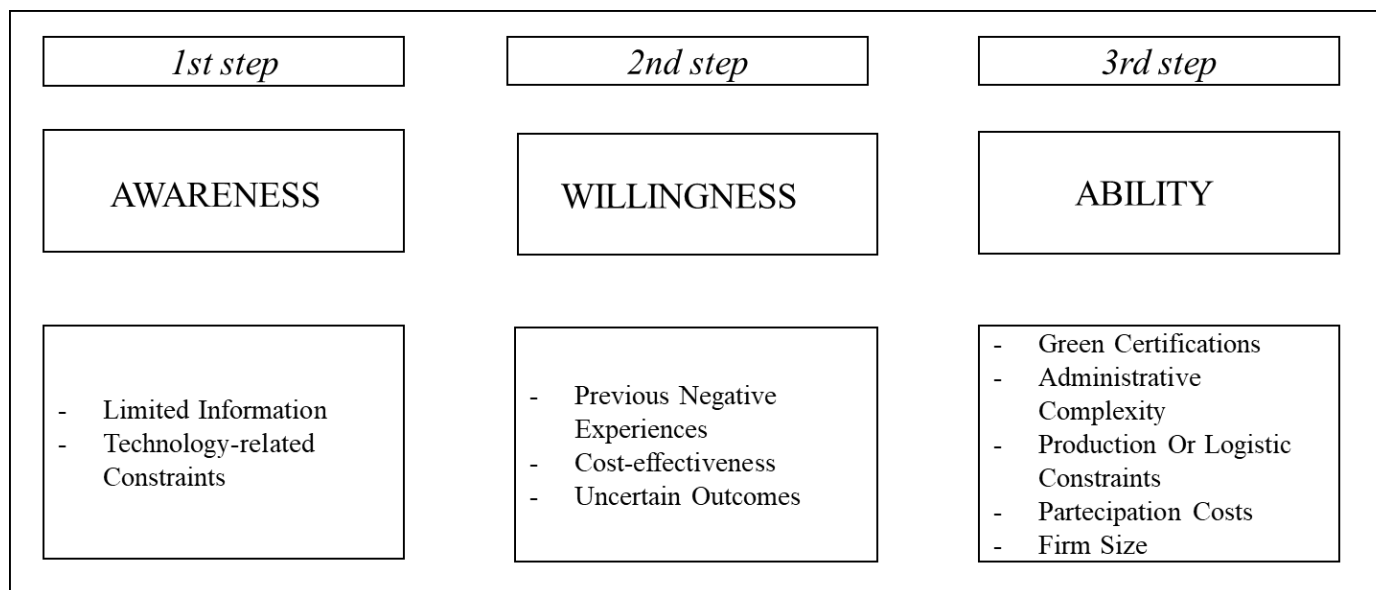 1st step
2nd step
3rd step
AWARENESS
WILLINGNESS
ABILITY
- Limited Information
- Technology-related
Constraints
- Previous Negative
Experiences
- Cost-effectiveness
- Uncertain Outcomes
- Green Certifications
- Administrative
Complexity
- Production Or Logistic
Constraints
- Partecipation Costs
- Firm Size